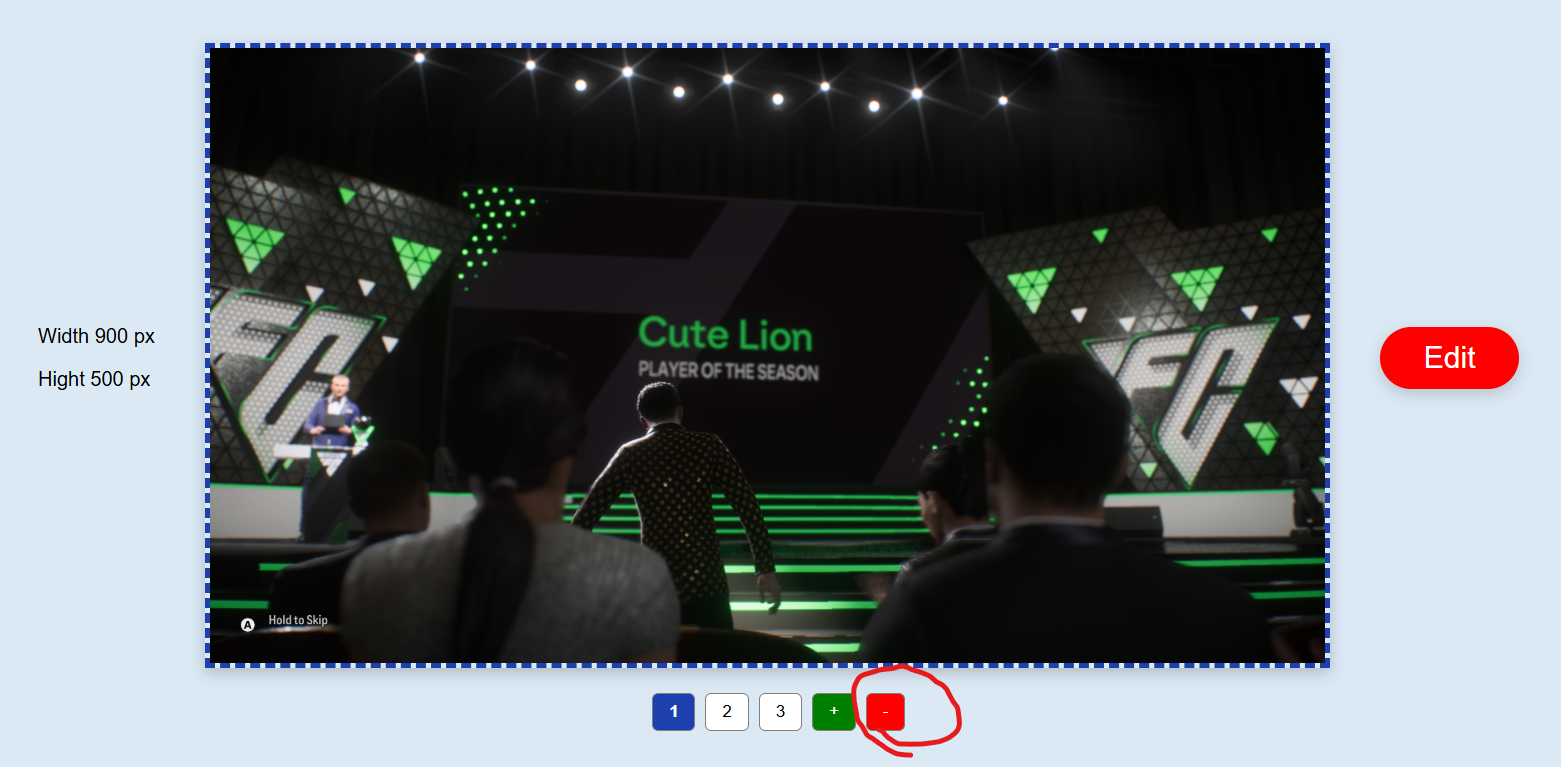 Cute Lion
PLAYER OF THE SEASON
FC
FC
Width 900 px
Hight 500 px
Edit
A Hold to Skip
1 2 3 + -